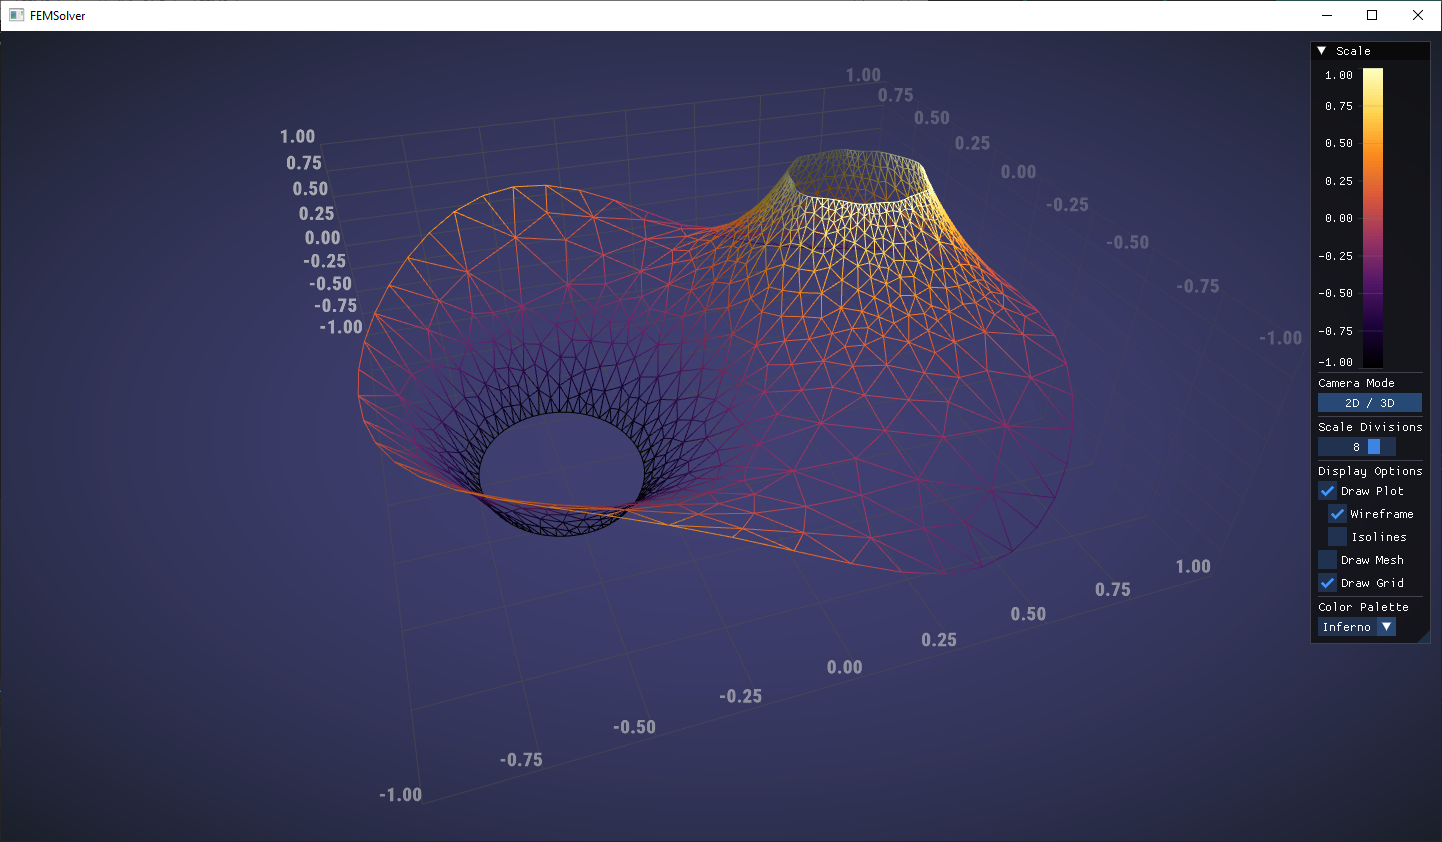 FEMSolver
1.00
0.75
0.50
0.25
0.00
-0.25
-0.50
-0.75
-1.00
1.00
0.75
0.50
0.25
0.00
-0.25
-0.50
-0.75
-1.00
-1.00
-0.75
-0.50
-0.25
0.00
0.25
0.50
0.75
1.00
Scale
1.00
0.75
0.50
0.25
0.00
-0.25
-0.50
-0.75
-1.00
Camera Mode
2D / 3D
Scale Divisions
8
Display Options
Draw Plot
Wireframe
Isolines
Draw Mesh
Draw Grid
Color Palette
Inferno